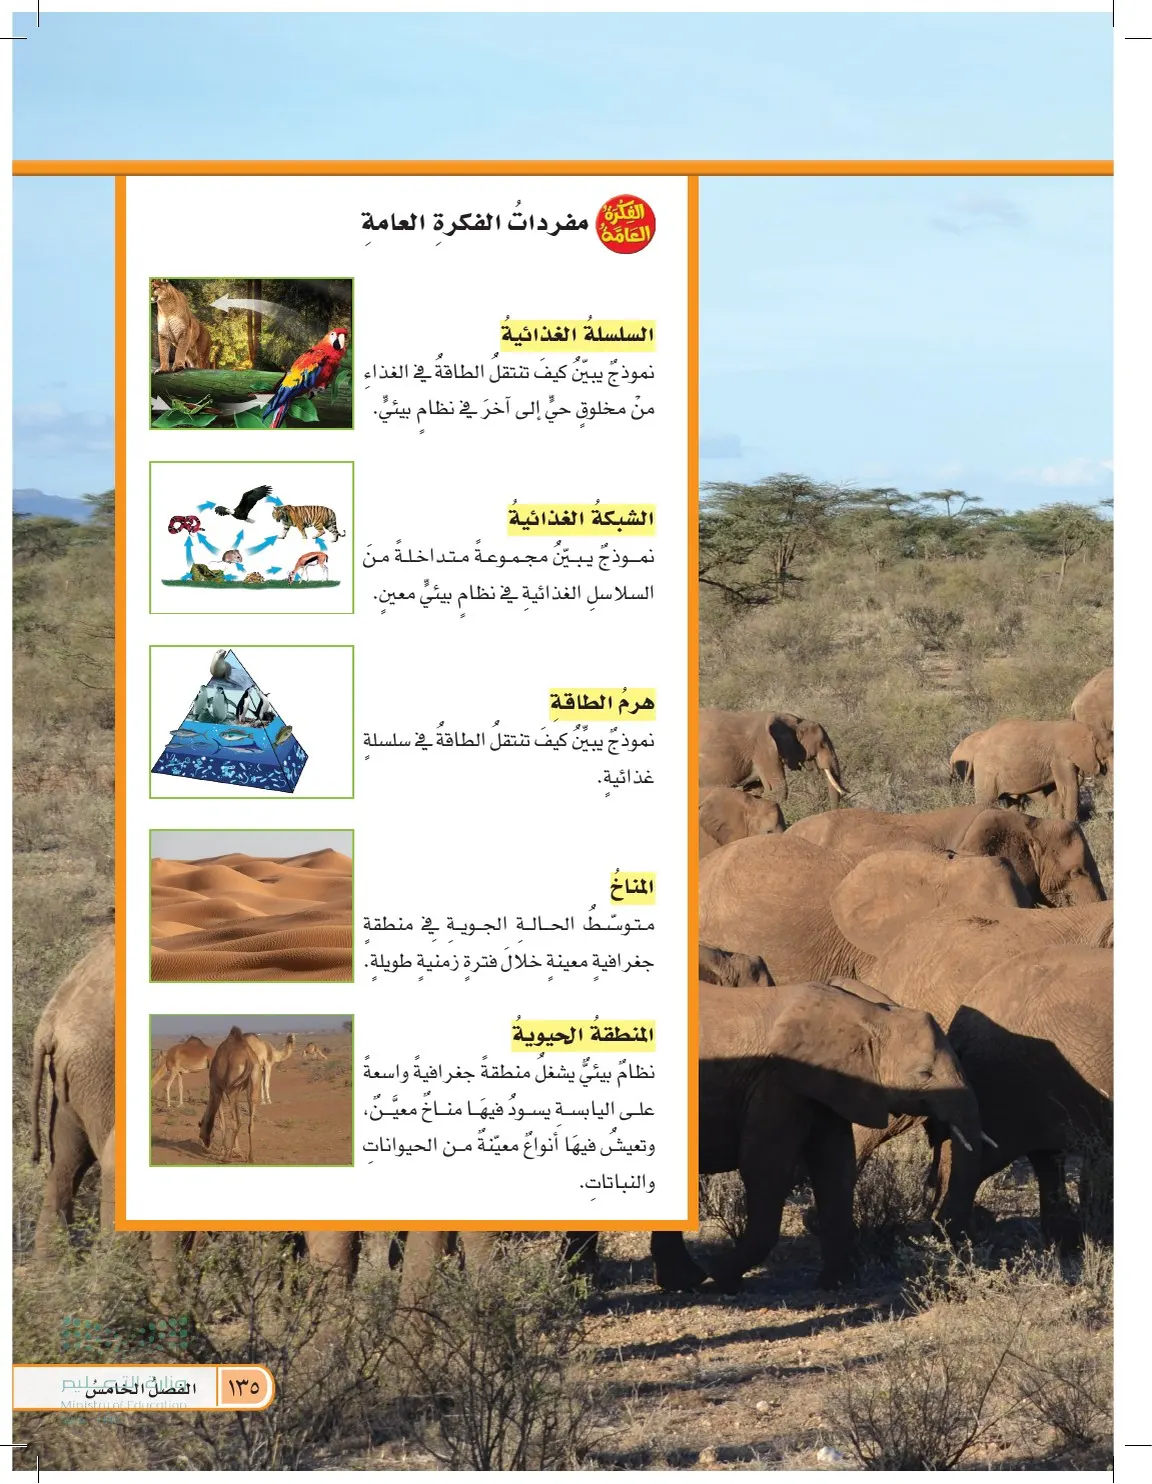 الفِكْرَةُ
العَامَّةُ
مفرداتُ الفكرةِ العامةِ
السلسلةُ الغذائيةُ
نموذجٌ يبيّنُ كيفَ تنتقلُ الطاقةُ في الغذاءِ
منْ مخلوقٍ حيٍّ إلى آخرَ في نظامٍ بيئيٍّ.
الشبكةُ الغذائيةُ
نموذجٌ يبيّنُ مجموعةً متداخلةً منَ
السلاسلِ الغذائيةِ في نظامٍ بيئيٍّ معينٍ.
هرمُ الطاقةِ
نموذجٌ يبيِّنُ كيفَ تنتقلُ الطاقةُ في سلسلةٍ
غذائيةٍ.
المناخُ
متوسّطُ الحالةِ الجويةِ في منطقةٍ
جغرافيةٍ معينةٍ خلالَ فترةٍ زمنيةٍ طويلةٍ.
المنطقةُ الحيويةُ
نظامٌ بيئيٌّ يشغلُ منطقةً جغرافيةً واسعةً
على اليابسةِ يسودُ فيهَا مناخٌ معيَّنٌ،
وتعيشُ فيهَا أنواعٌ معيّنةٌ من الحيواناتِ
والنباتاتِ.
وزارة التعليم
Ministry of Education
الفصلُ الخامسُ
١٣٥